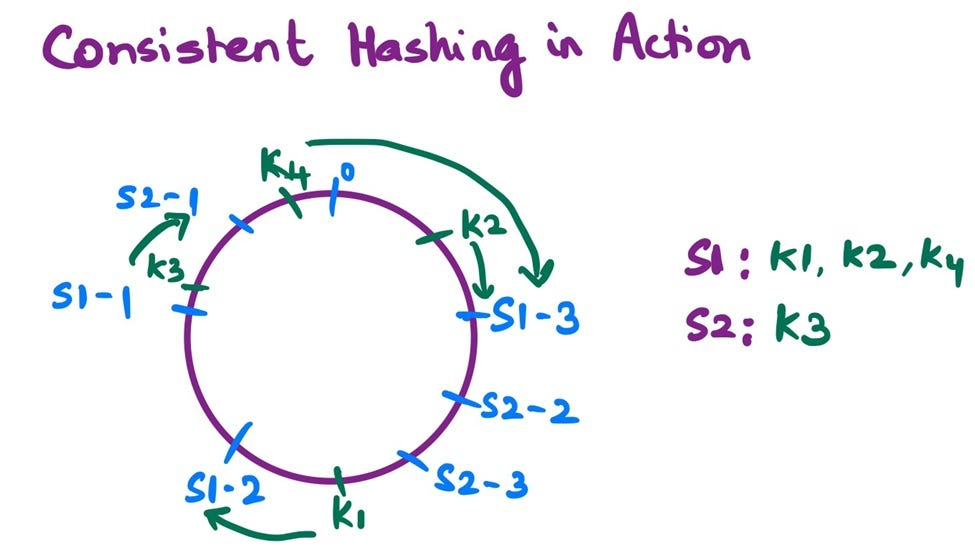 Consistent Hashing in Action
K4
0
S2-1
K2
K3
S1-1
S1-3
S2-2
S2-3
S1-2
K1
S1: K1, K2, K4
S2: K3